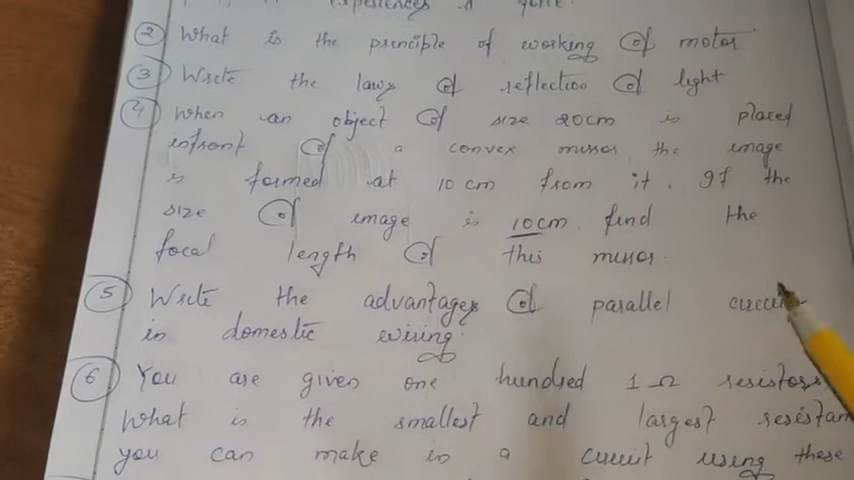 experiences a
② What is the principle of working of motor
③ Write the laws of reflection of light
④ When an object of size 20cm is placed
infront of a convex mirror, the image
is formed at 10 cm from it. If the
size of image is 10cm. find the
focal length of this mirror.
⑤ Write the advantages of parallel circuit
in domestic wiring.
⑥ You are given one hundred 1 Ω resistors
What is the smallest and largest resistan
you can make in a circuit using these